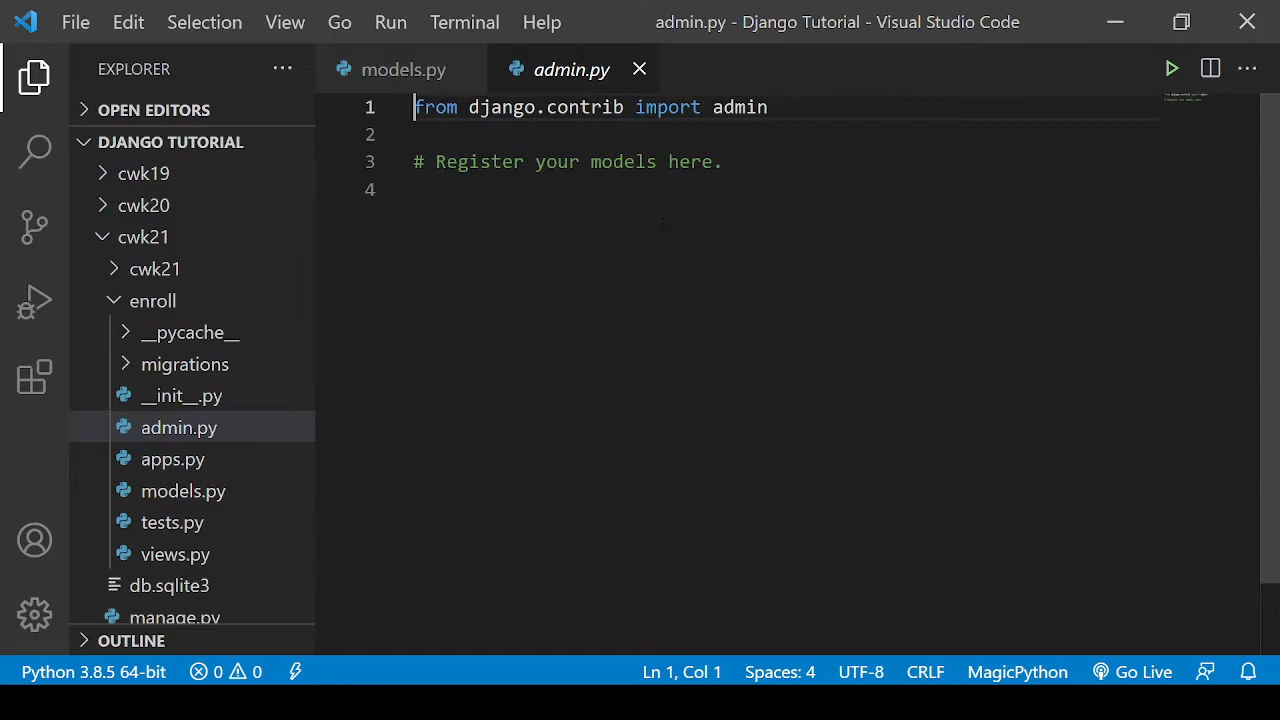 File Edit Selection View Go Run Terminal Help admin.py - Django Tutorial - Visual Studio Code
EXPLORER
OPEN EDITORS
DJANGO TUTORIAL
cwk19
cwk20
cwk21
cwk21
enroll
__pycache__
migrations
__init__.py
admin.py
apps.py
models.py
tests.py
views.py
db.sqlite3
manage.py
OUTLINE
models.py admin.py
1 from django.contrib import admin
2
3 # Register your models here.
4
Python 3.8.5 64-bit 0 0 Ln 1, Col 1 Spaces: 4 UTF-8 CRLF MagicPython Go Live